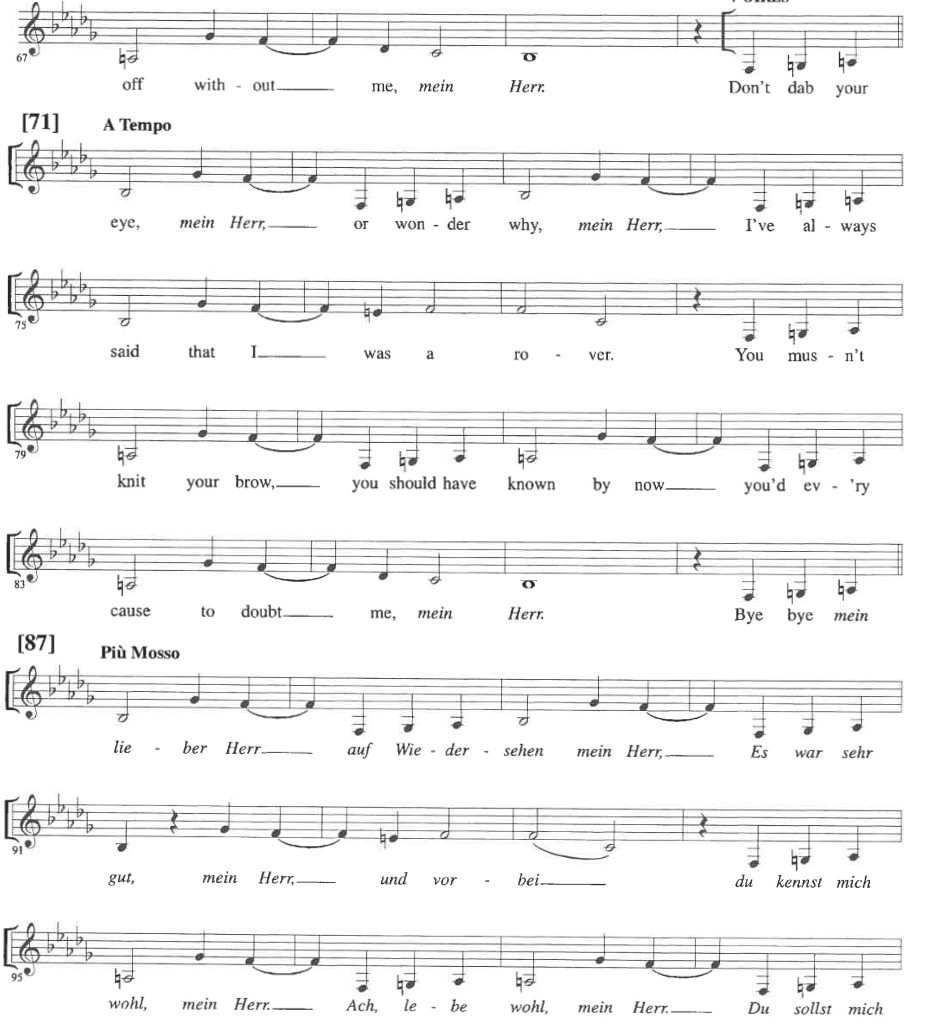 67
off with - out me, mein Herr. Don't dab your
[71] A Tempo
eye, mein Herr, or won - der why, mein Herr, I've al - ways
75
said that I was a ro - ver. You mus - n't
79
knit your brow, you should have known by now you'd ev - 'ry
83
cause to doubt me, mein Herr. Bye bye mein
[87] Più Mosso
lie - ber Herr auf Wie - der - sehen mein Herr, Es war sehr
91
gut, mein Herr, und vor - bei du kennst mich
95
wohl, mein Herr. Ach, le - be wohl, mein Herr. Du sollst mich